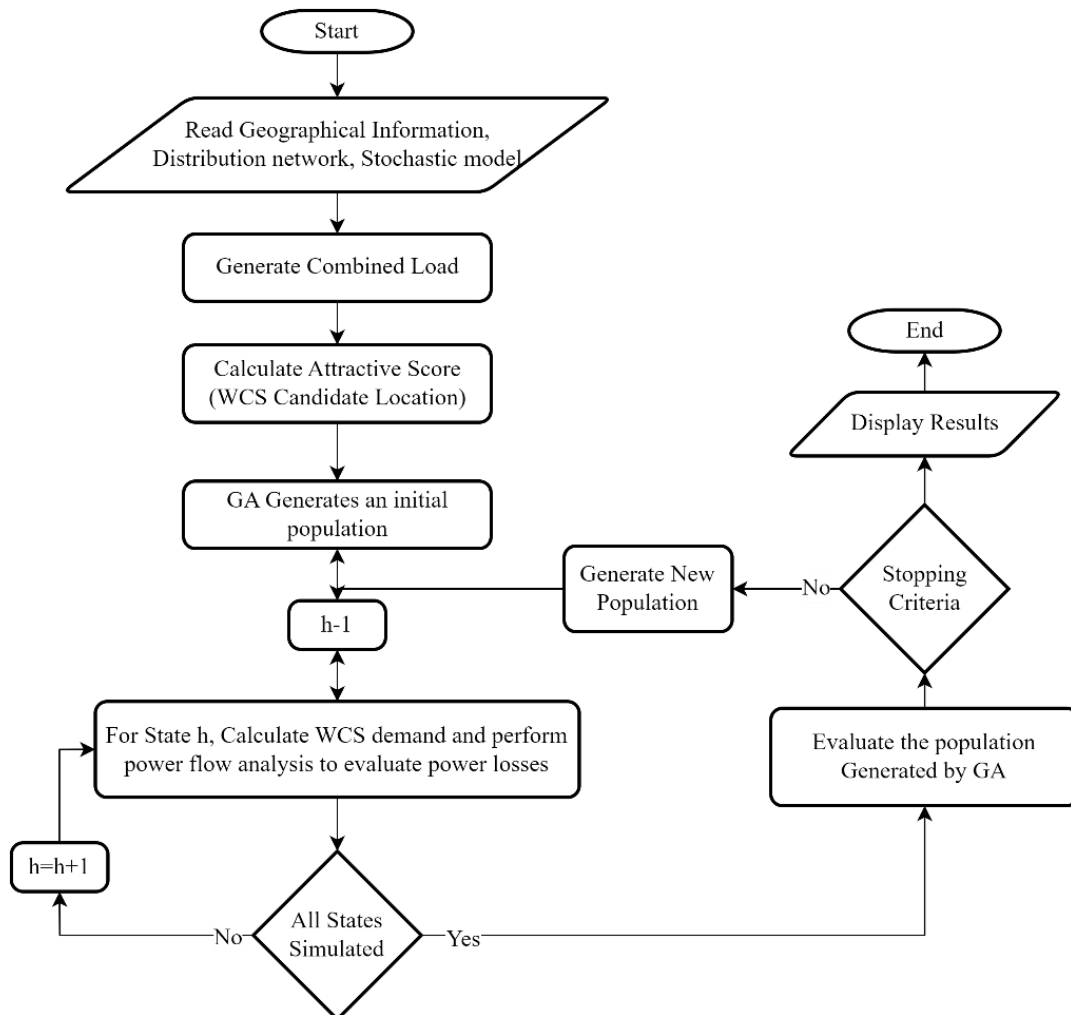 Start
Read Geographical Information,
Distribution network, Stochastic model
Generate Combined Load
Calculate Attractive Score
(WCS Candidate Location)
GA Generates an initial
population
h-1
For State h, Calculate WCS demand and perform
power flow analysis to evaluate power losses
h=h+1
All States
Simulated
No
Yes
Evaluate the population
Generated by GA
Stopping
Criteria
No
Generate New
Population
Display Results
End